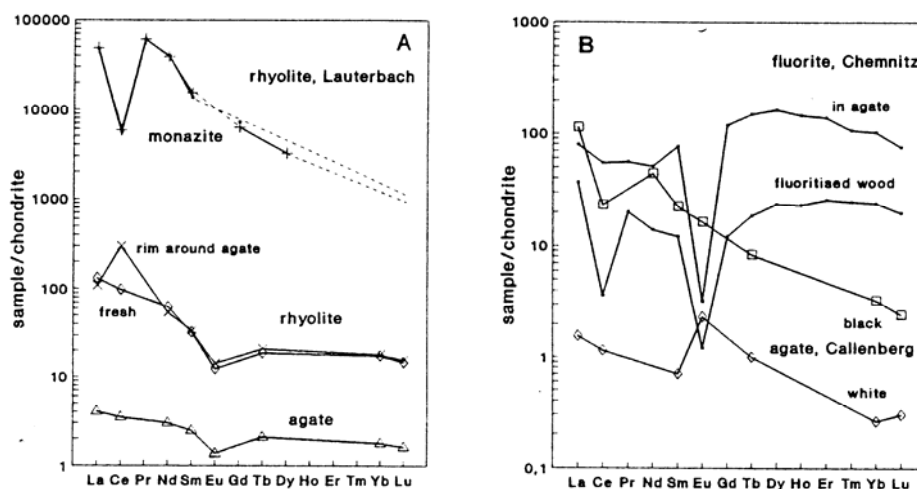 A
rhyolite, Lauterbach
monazite
rim around agate
fresh
rhyolite
agate
sample/chondrite
100000
10000
1000
100
10
1
La Ce Pr Nd Sm Eu Gd Tb Dy Ho Er Tm Yb Lu
B
fluorite, Chemnitz
in agate
fluoritised wood
black
agate, Callenberg
white
sample/chondrite
1000
100
10
1
0,1
La Ce Pr Nd Sm Eu Gd Tb Dy Ho Er Tm Yb Lu